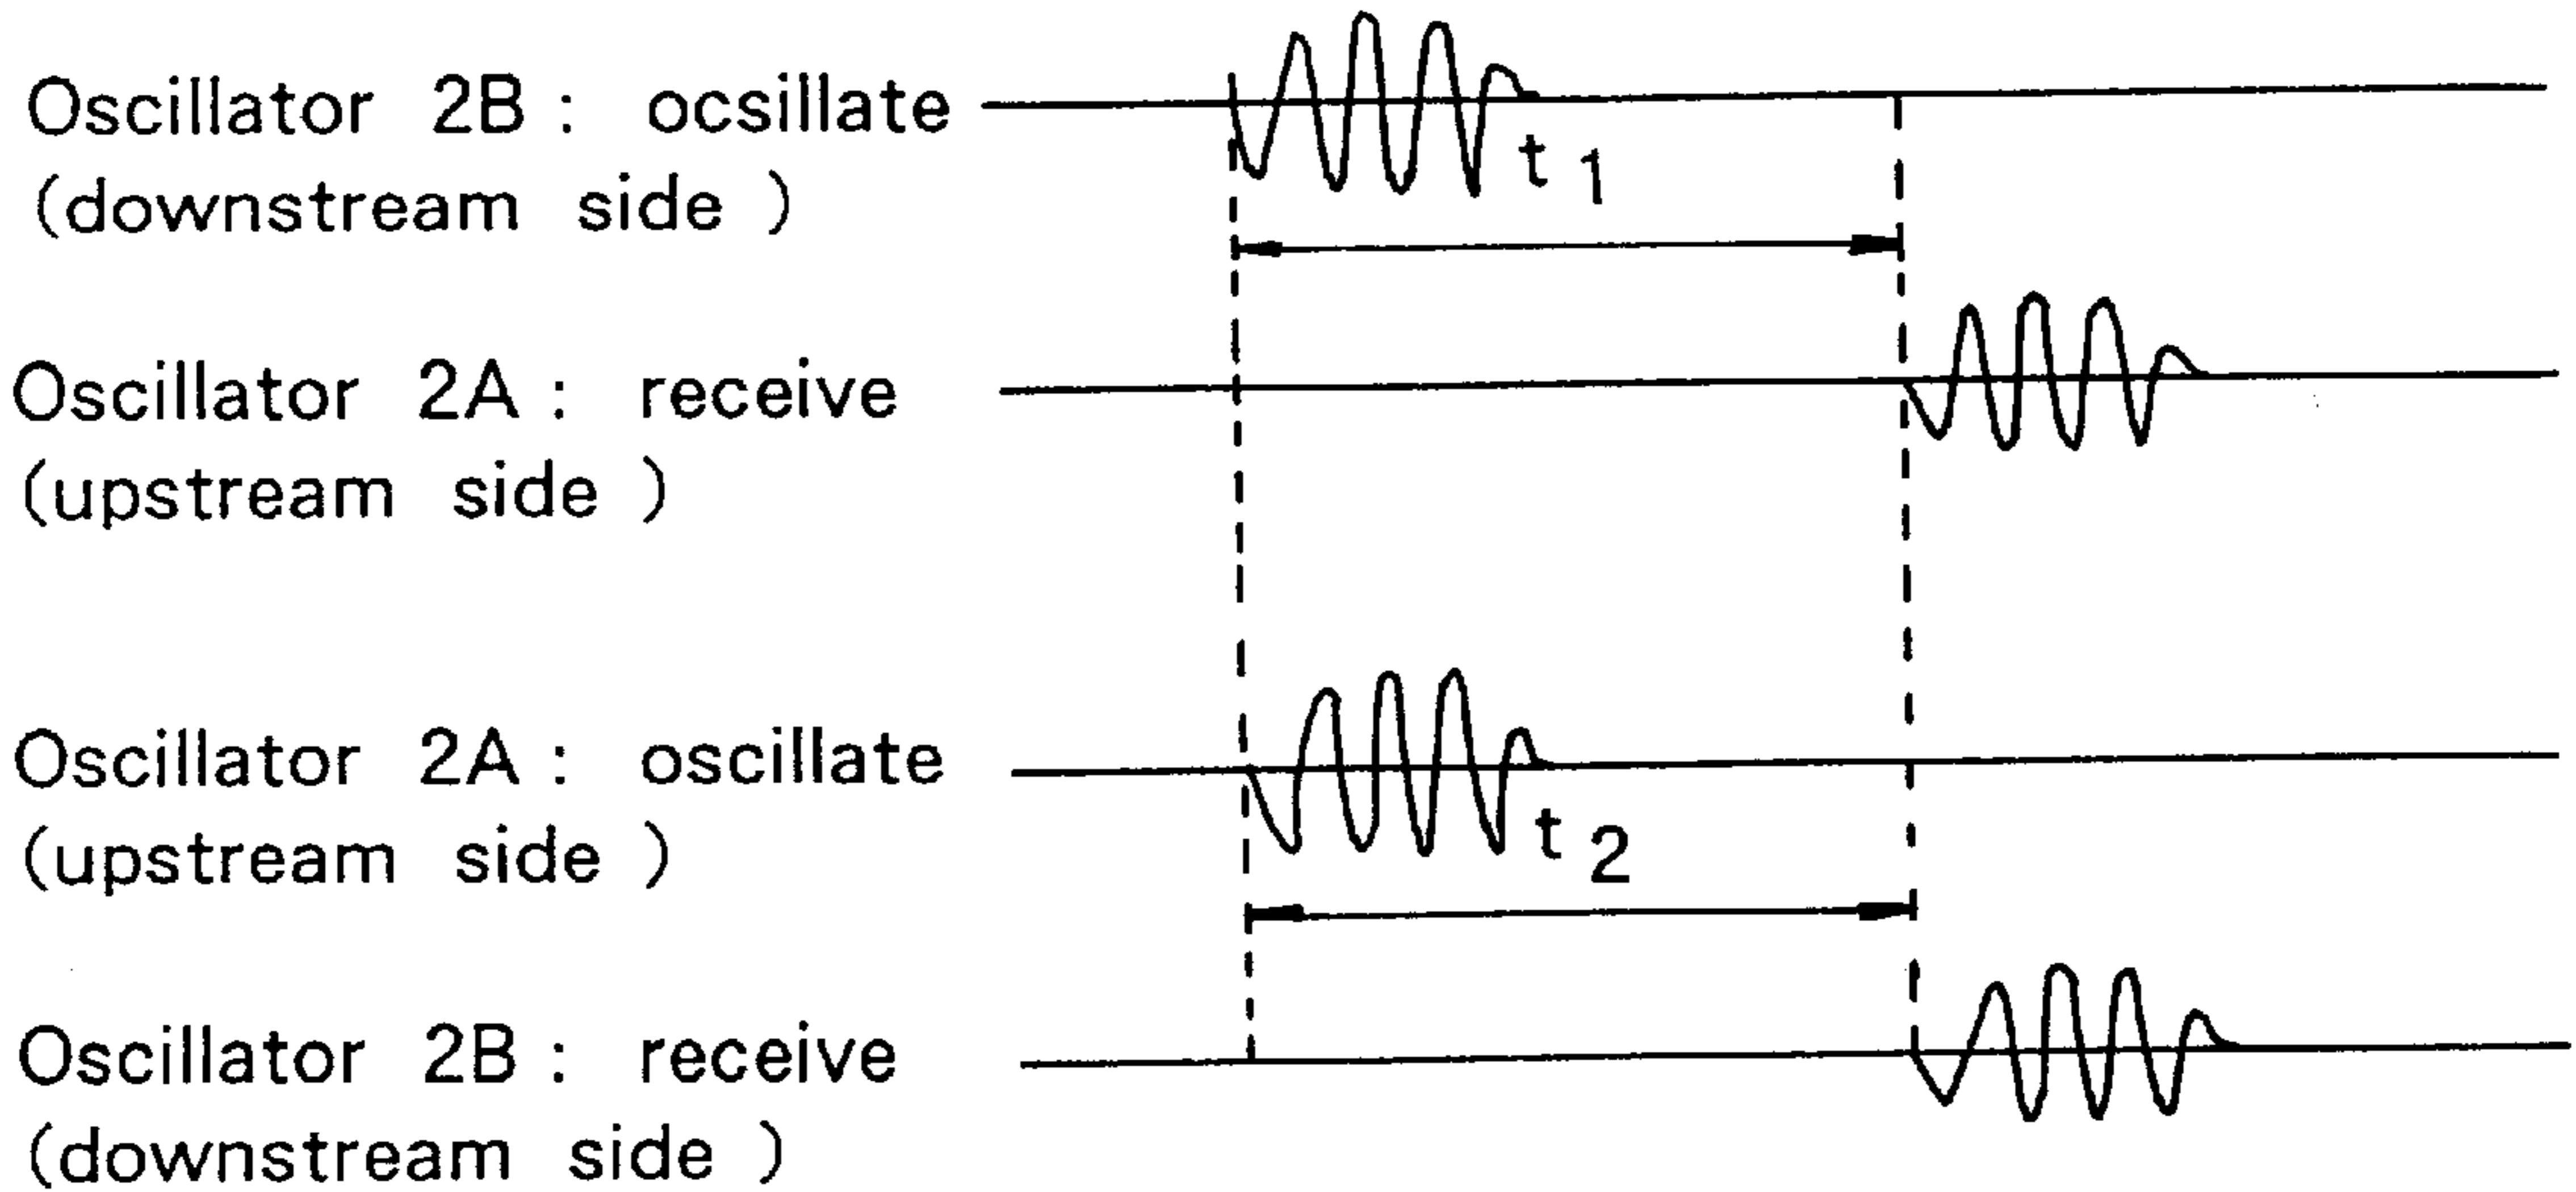 Oscillator 2B : ocsillate
(downstream side )
t 1
Oscillator 2A : receive
(upstream side )
Oscillator 2A : oscillate
(upstream side )
t 2
Oscillator 2B : receive
(downstream side )